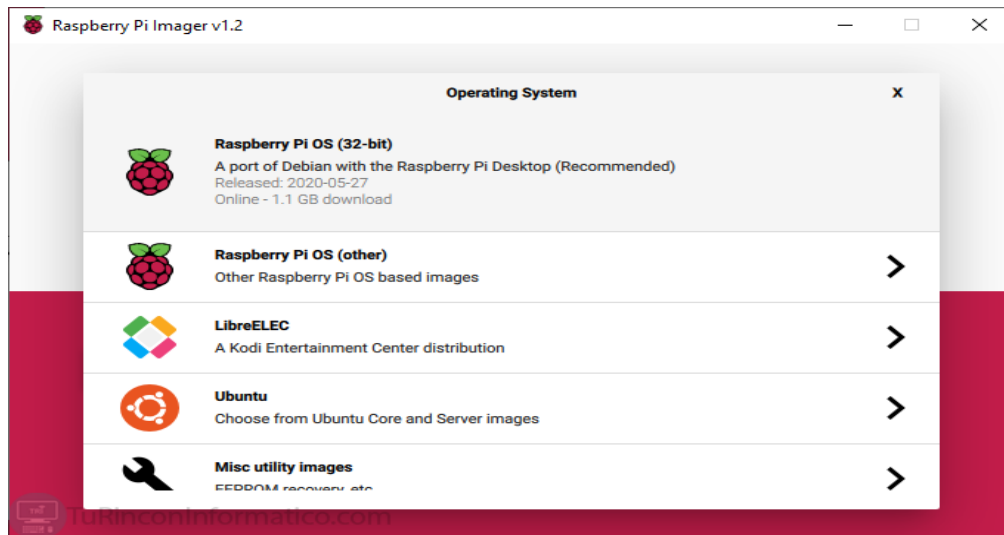 Raspberry Pi Imager v1.2
Operating System
X
Raspberry Pi OS (32-bit)
A port of Debian with the Raspberry Pi Desktop (Recommended)
Released: 2020-05-27
Online - 1.1 GB download
Raspberry Pi OS (other)
Other Raspberry Pi OS based images
LibreELEC
A Kodi Entertainment Center distribution
Ubuntu
Choose from Ubuntu Core and Server images
Misc utility images
EEPROM recovery, etc
TuRinconInformatico.com